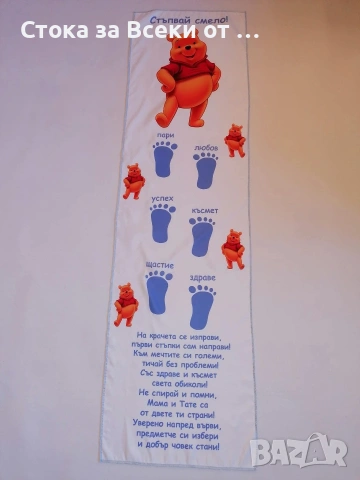 Стъпвай смело!
Стока за Всеки от ...
пари
любов
успех
късмет
щастие
здраве
На крачета се изправи,
първи стъпки сам направи!
Към мечтите си големи,
тичай без проблеми!
Със здраве и късмет
света обиколи!
Не спирай и помни,
Мама и Тате са
от двете ти страни!
Уверено напред върви,
предметче си избери
и добър човек стани!
BAZAR